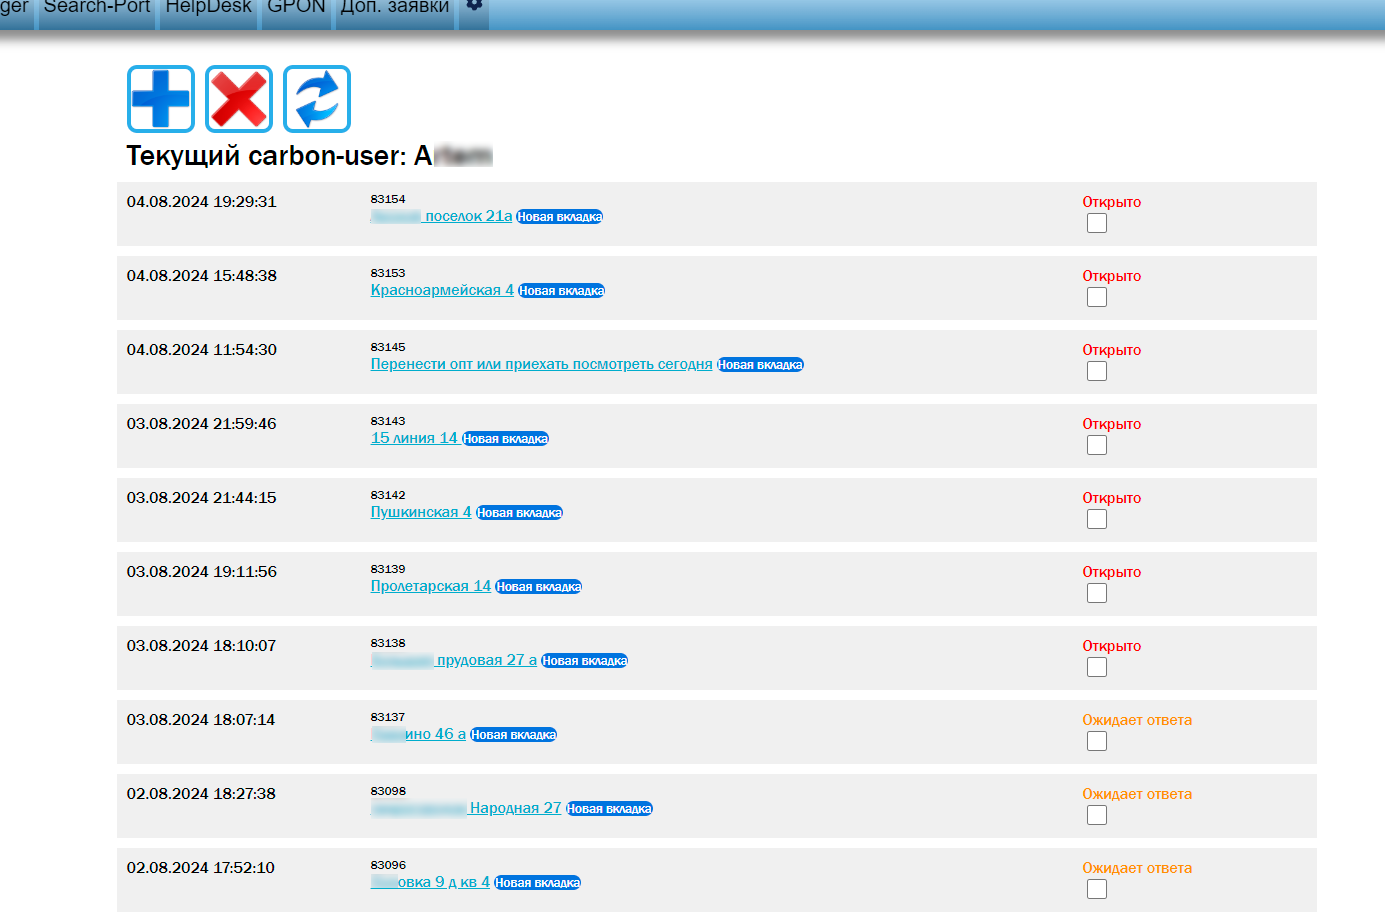 ger Search-Port HelpDesk GPON Доп. заявки
Текущий carbon-user: A
04.08.2024 19:29:31
83154
поселок 21а Новая вкладка
Открыто
04.08.2024 15:48:38
83153
Красноармейская 4 Новая вкладка
Открыто
04.08.2024 11:54:30
83145
Перенести опт или приехать посмотреть сегодня Новая вкладка
Открыто
03.08.2024 21:59:46
83143
15 линия 14 Новая вкладка
Открыто
03.08.2024 21:44:15
83142
Пушкинская 4 Новая вкладка
Открыто
03.08.2024 19:11:56
83139
Пролетарская 14 Новая вкладка
Открыто
03.08.2024 18:10:07
83138
прудовая 27 а Новая вкладка
Открыто
03.08.2024 18:07:14
83137
ино 46 а Новая вкладка
Ожидает ответа
02.08.2024 18:27:38
83098
Народная 27 Новая вкладка
Ожидает ответа
02.08.2024 17:52:10
83096
овка 9 д кв 4 Новая вкладка
Ожидает ответа